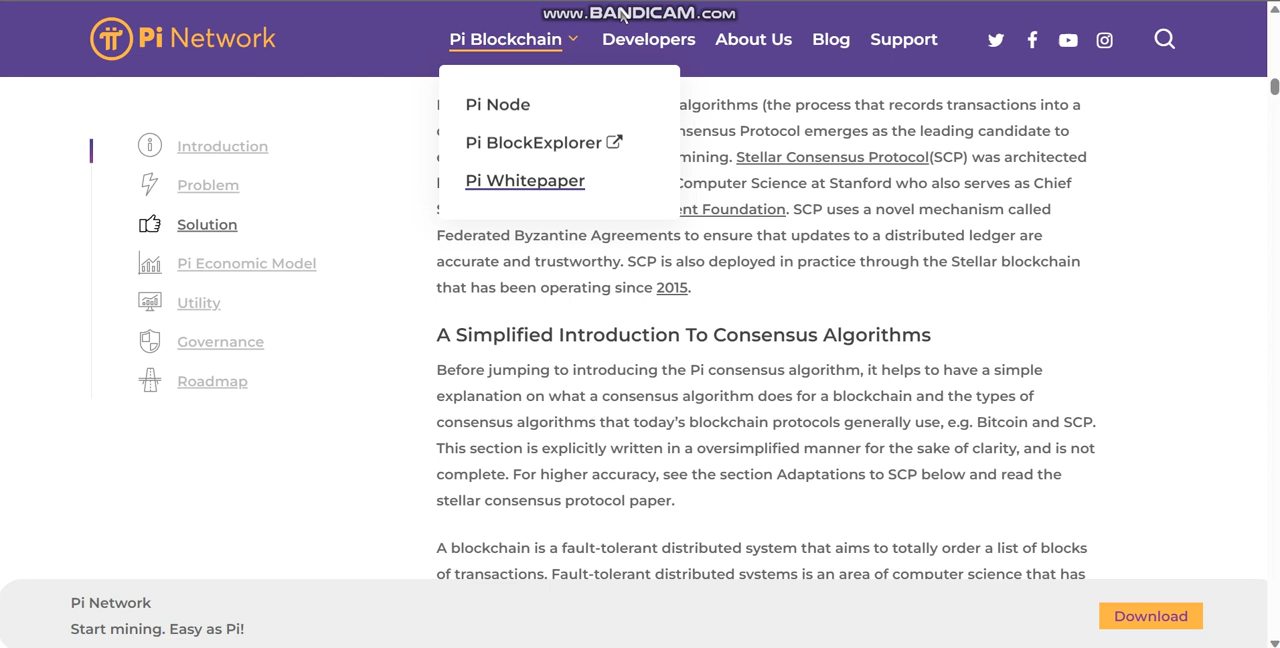 www.BANDICAM.com
Pi Network
Pi Blockchain
Developers
About Us
Blog
Support
Pi Node
Pi BlockExplorer
Pi Whitepaper
Introduction
Problem
Solution
Pi Economic Model
Utility
Governance
Roadmap
algorithms (the process that records transactions into a
Consensus Protocol emerges as the leading candidate to
mining. Stellar Consensus Protocol(SCP) was architected
Computer Science at Stanford who also serves as Chief
Foundation. SCP uses a novel mechanism called
Federated Byzantine Agreements to ensure that updates to a distributed ledger are
accurate and trustworthy. SCP is also deployed in practice through the Stellar blockchain
that has been operating since 2015.
A Simplified Introduction To Consensus Algorithms
Before jumping to introducing the Pi consensus algorithm, it helps to have a simple
explanation on what a consensus algorithm does for a blockchain and the types of
consensus algorithms that today's blockchain protocols generally use, e.g. Bitcoin and SCP.
This section is explicitly written in a oversimplified manner for the sake of clarity, and is not
complete. For higher accuracy, see the section Adaptations to SCP below and read the
stellar consensus protocol paper.
A blockchain is a fault-tolerant distributed system that aims to totally order a list of blocks
of transactions. Fault-tolerant distributed systems is an area of computer science that has
Pi Network
Start mining. Easy as Pi!
Download